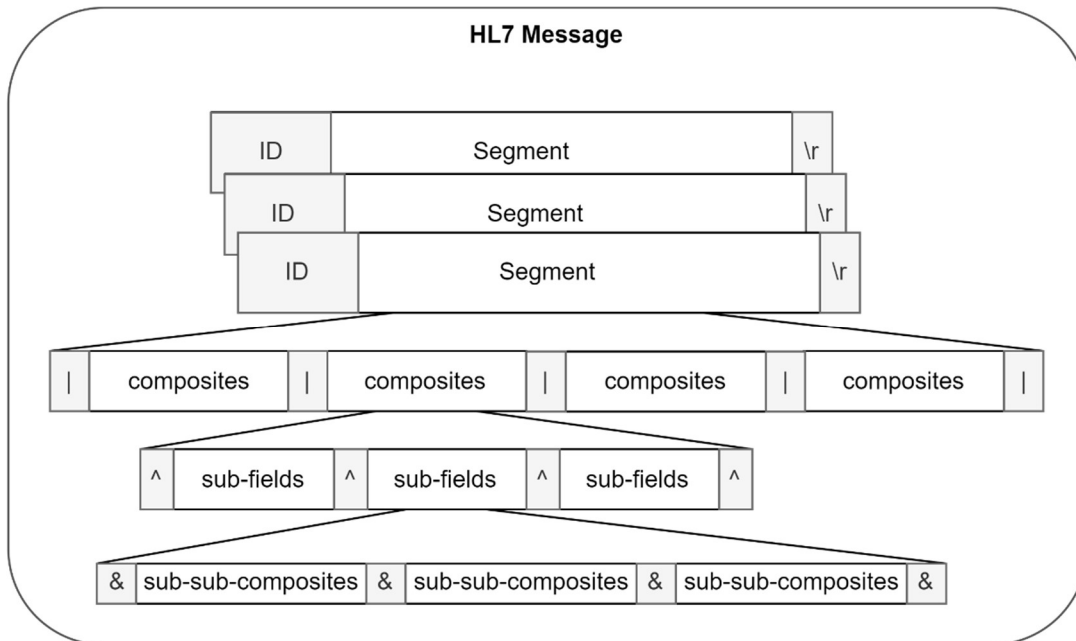 HL7 Message
ID Segment \r
ID Segment \r
ID Segment \r
| composites | composites | composites | composites |
^ sub-fields ^ sub-fields ^ sub-fields ^
& sub-sub-composites & sub-sub-composites & sub-sub-composites &